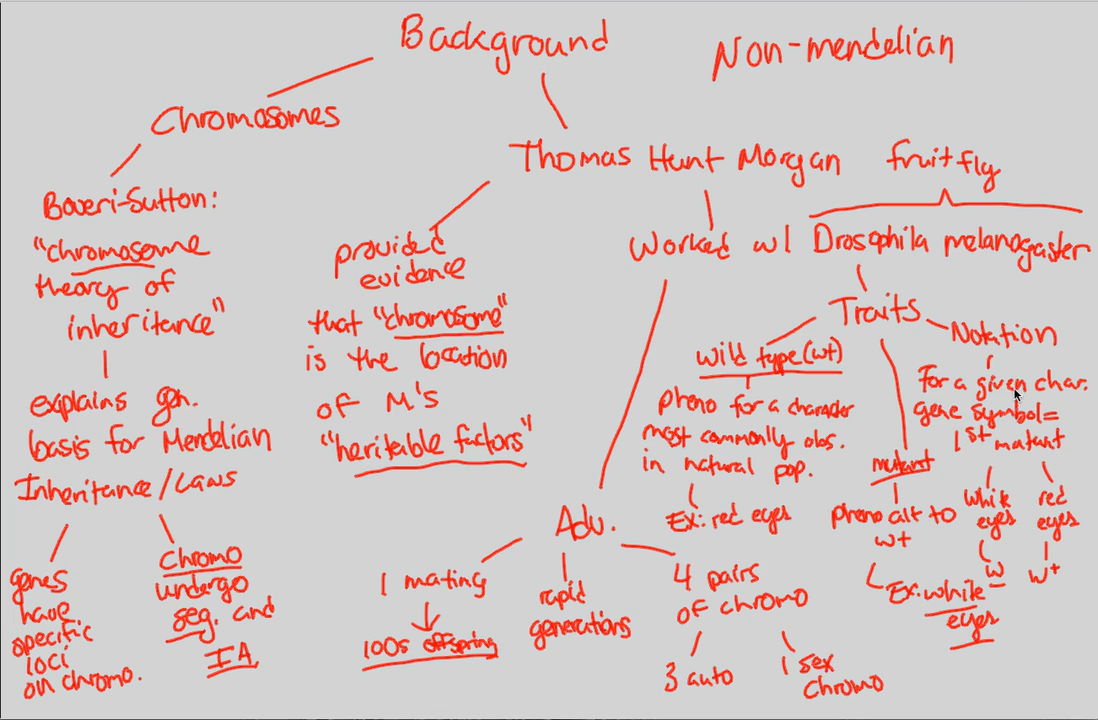 Background
Non-mendelian
Chromosomes
Thomas Hunt Morgan
fruit fly
Boveri-Sutton:
"chromosome
theory of
inheritance"
explains gen.
basis for Mendelian
Inheritance/Laws
genes
have
specific
loci
on chromo.
chromo
undergo
seg. and
IA
provided
evidence
that "chromosome"
is the location
of M's
"heritable factors"
Worked w/ Drosophila melanogaster
Adv.
1 mating
100s offspring
rapid
generations
4 pairs
of chromo
3 auto
1 sex
chromo
Traits
wild type (wt)
pheno for a character
most commonly obs.
in natural pop.
Ex: red eyes
mutant
pheno alt to
wt
Ex: white
eyes
Notation
For a given char.
gene symbol=
1st mutant
white
eyes
w
red
eyes
w+